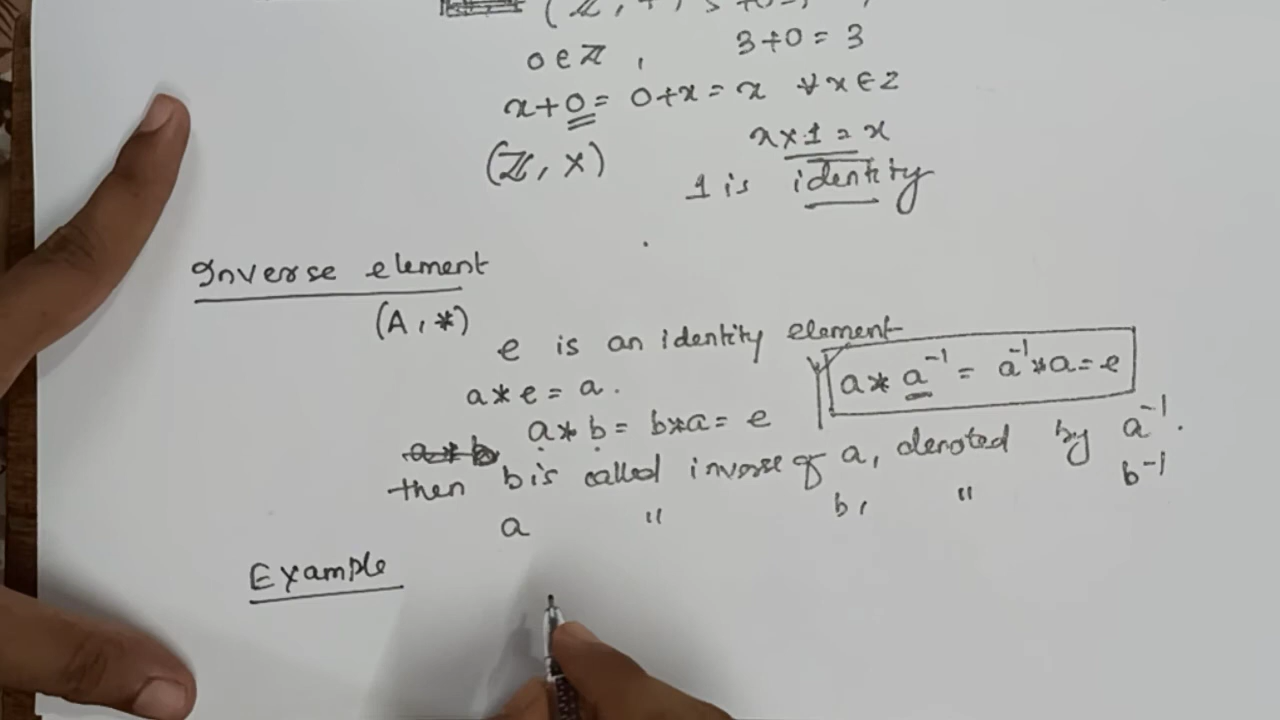 (Z, +)
0 ∈ Z, 3+0 = 3
x+0 = 0+x = x ∀ x ∈ Z
x × 1 = x
(Z, ×) 1 is identity
Inverse element
(A, *)
e is an identity element
a * e = a.
a * a⁻¹ = a⁻¹ * a = e
a * b a * b = b * a = e
then b is called inverse of a, denoted by a⁻¹.
a " b, " b⁻¹
Example